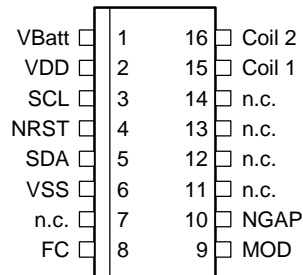 VBatt 1 16 Coil 2
VDD 2 15 Coil 1
SCL 3 14 n.c.
NRST 4 13 n.c.
SDA 5 12 n.c.
VSS 6 11 n.c.
n.c. 7 10 NGAP
FC 8 9 MOD